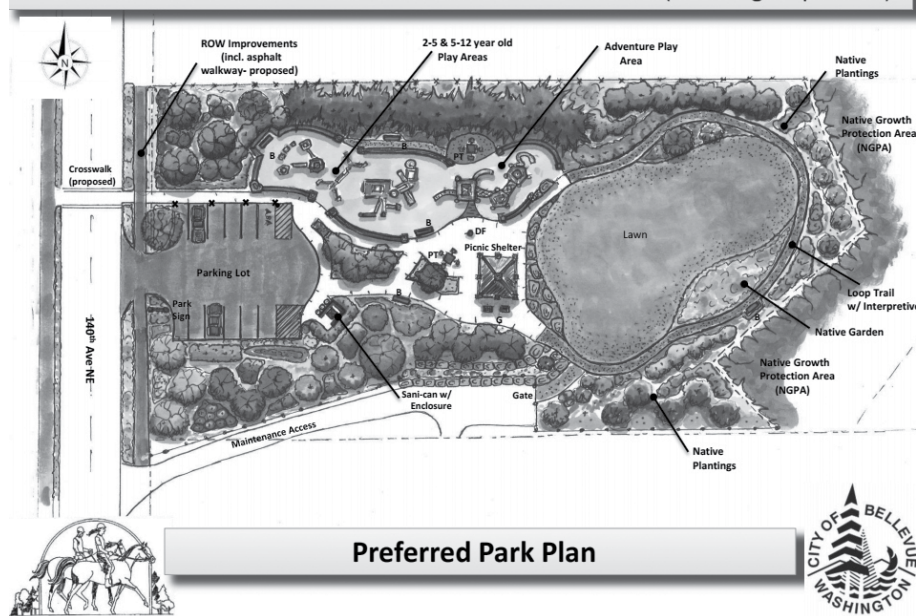 N
ROW Improvements
(incl. asphalt
walkway- proposed)
2-5 & 5-12 year old
Play Areas
Adventure Play
Area
Native
Plantings
Native Growth
Protection Area
(NGPA)
Crosswalk
(proposed)
B
B
PT
B
DF
Lawn
Picnic Shelter
PT
Parking Lot
Park
Sign
B
G
B
Loop Trail
w/ Interpretive
Native Garden
140th Ave NE
Native Growth
Protection Area
(NGPA)
Sani-can w/
Enclosure
Gate
Maintenance Access
Native
Plantings
Preferred Park Plan
CITY OF BELLEVUE
WASHINGTON